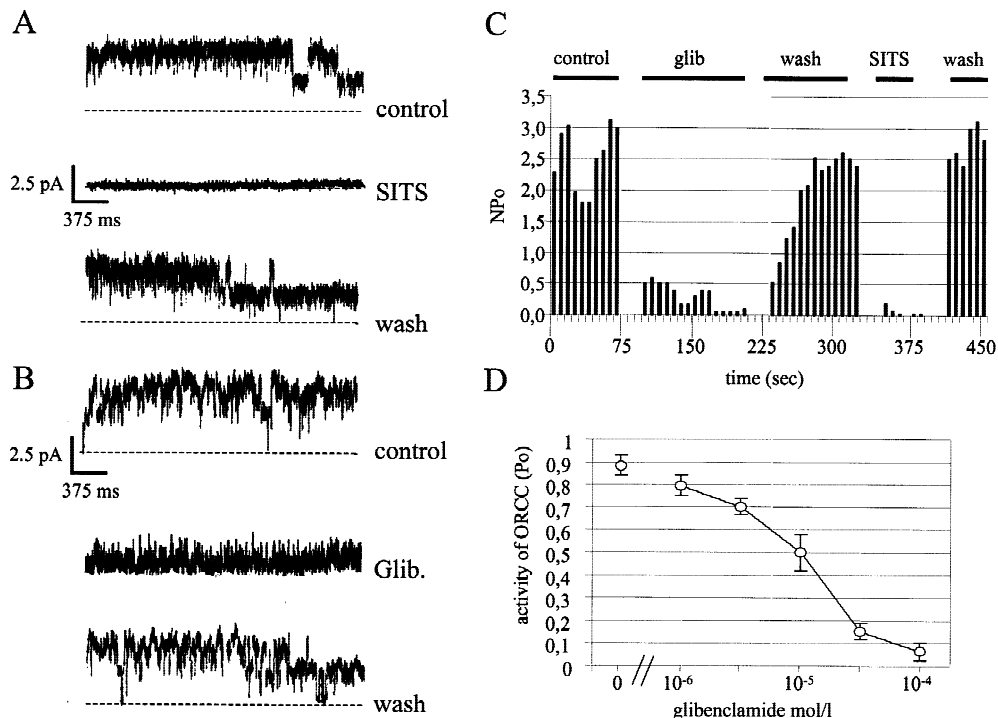 A
control
SITS
2.5 pA
375 ms
wash
B
control
2.5 pA
375 ms
Glib.
wash
C
control glib wash SITS wash
3,5
3,0
2,5
2,0
1,5
1,0
0,5
0,0
NPo
0 75 150 225 300 375 450
time (sec)
D
1
0,9
0,8
0,7
0,6
0,5
0,4
0,3
0,2
0,1
0
activity of ORCC (Po)
0 // 10⁻⁶ 10⁻⁵ 10⁻⁴
glibenclamide mol/l